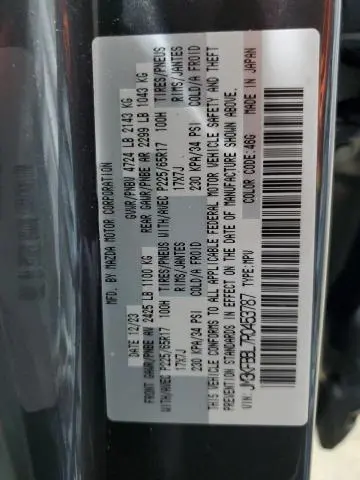 MFD. BY MAZDA MOTOR CORPORATION
DATE 12/23 GVWR/PNBV 4724 LB 2143 KG
FRONT GAWR/PNBE AV 2425 LB 1100 KG REAR GAWR/PNBE AR 2299 LB 1043 KG
WITH/AVEC P225/65R17 100H TIRES/PNEUS WITH/AVEC P225/65R17 100H TIRES/PNEUS
17X7J RIMS/JANTES 17X7J RIMS/JANTES
230 KPA/34 PSI COLD/A FROID 230 KPA/34 PSI COLD/A FROID
THIS VEHICLE CONFORMS TO ALL APPLICABLE FEDERAL MOTOR VEHICLE SAFETY, BUMPER,
AND THEFT PREVENTION STANDARDS IN EFFECT ON THE DATE OF MANUFACTURE SHOWN ABOVE.
VIN: TYPE:MPV COLOR CODE:46G MADE IN JAPAN